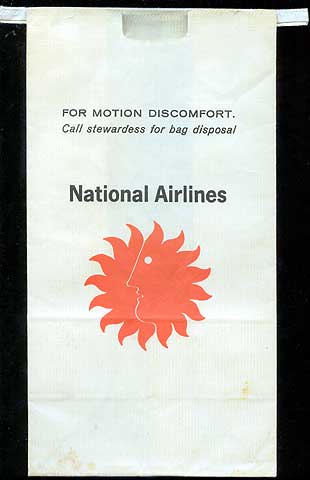 FOR MOTION DISCOMFORT.
Call stewardess for bag disposal
National Airlines